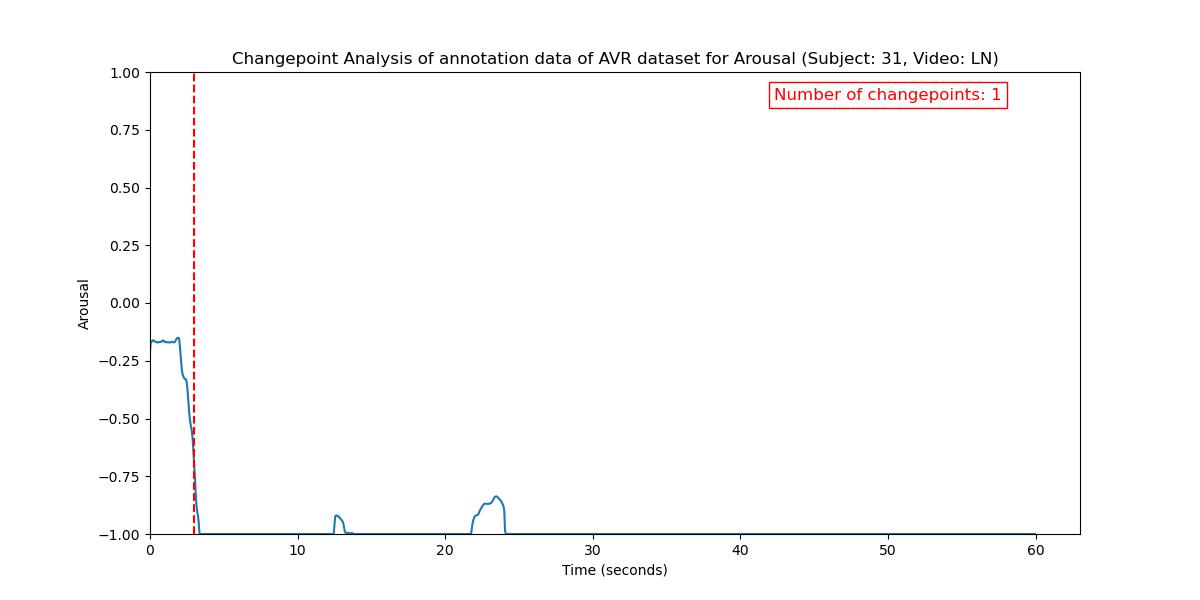 Changepoint Analysis of annotation data of AVR dataset for Arousal (Subject: 31, Video: LN)
Number of changepoints: 1
1.00
0.75
0.50
0.25
0.00
−0.25
−0.50
−0.75
−1.00
Arousal
0 10 20 30 40 50 60
Time (seconds)